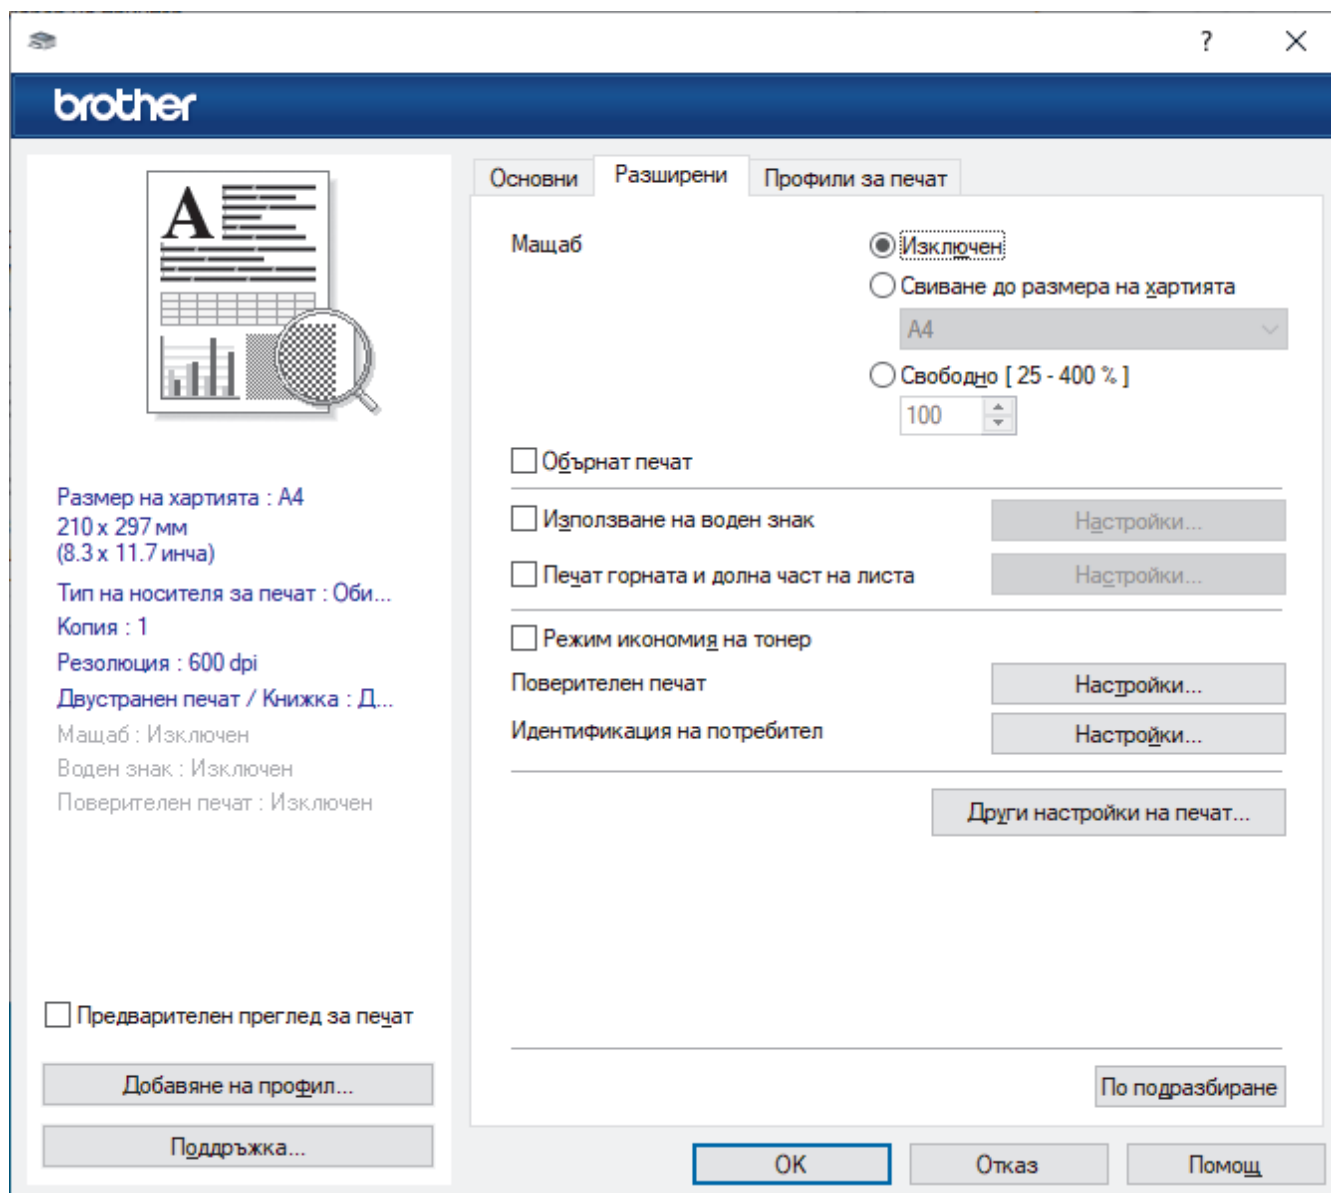 ?
brother
A
Основни
Разширени
Профили за печат
Мащаб
Изключен
Свиване до размера на хартията
A4
Свободно [ 25 - 400 % ]
100
Обърнат печат
Използване на воден знак
Настройки...
Печат горната и долна част на листа
Настройки...
Режим икономия на тонер
Поверителен печат
Настройки...
Идентификация на потребител
Настройки...
Други настройки на печат...
По подразбиране
Размер на хартията : A4
210 x 297 мм
(8.3 x 11.7 инча)
Тип на носителя за печат : Оби...
Копия : 1
Резолюция : 600 dpi
Двустранен печат / Книжка : Д...
Мащаб : Изключен
Воден знак : Изключен
Поверителен печат : Изключен
Предварителен преглед за печат
Добавяне на профил...
Поддръжка...
OK
Отказ
Помощ